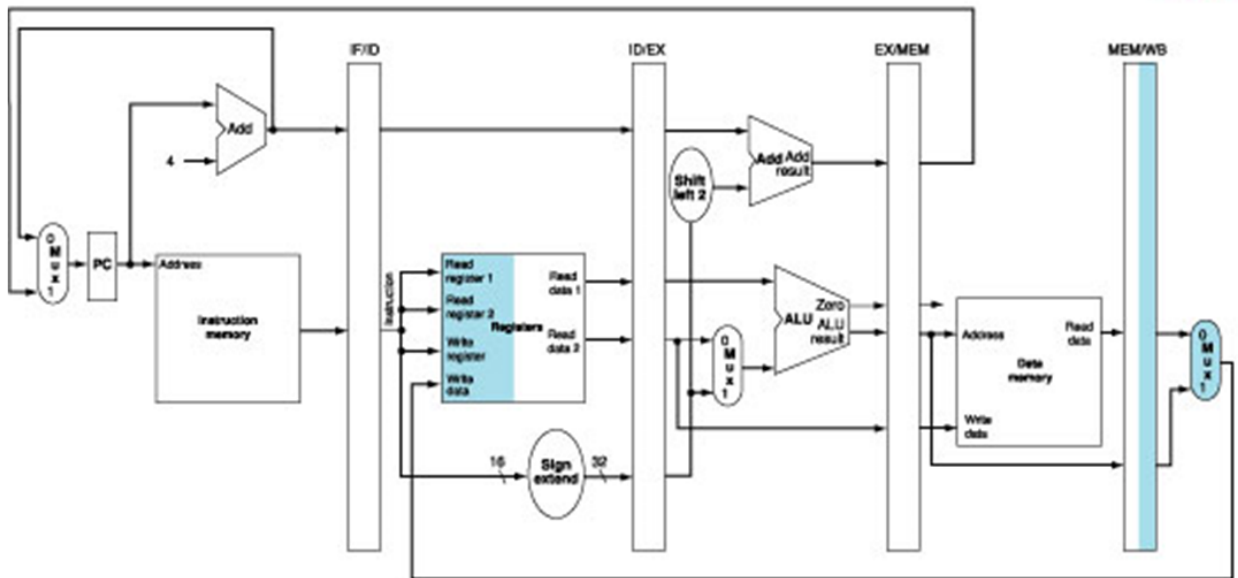 IF/ID
ID/EX
EX/MEM
MEM/WB
Add
4
Shift
left 2
Add Add
result
0
M
u
x
1
PC
Address
Instruction
memory
Instruction
Read
register 1
Read
register 2
Write
register
Write
data
Registers
Read
data 1
Read
data 2
16
Sign
extend
32
0
M
u
x
1
Zero
ALU
ALU
result
Address
Read
data
Data
memory
Write
data
0
M
u
x
1